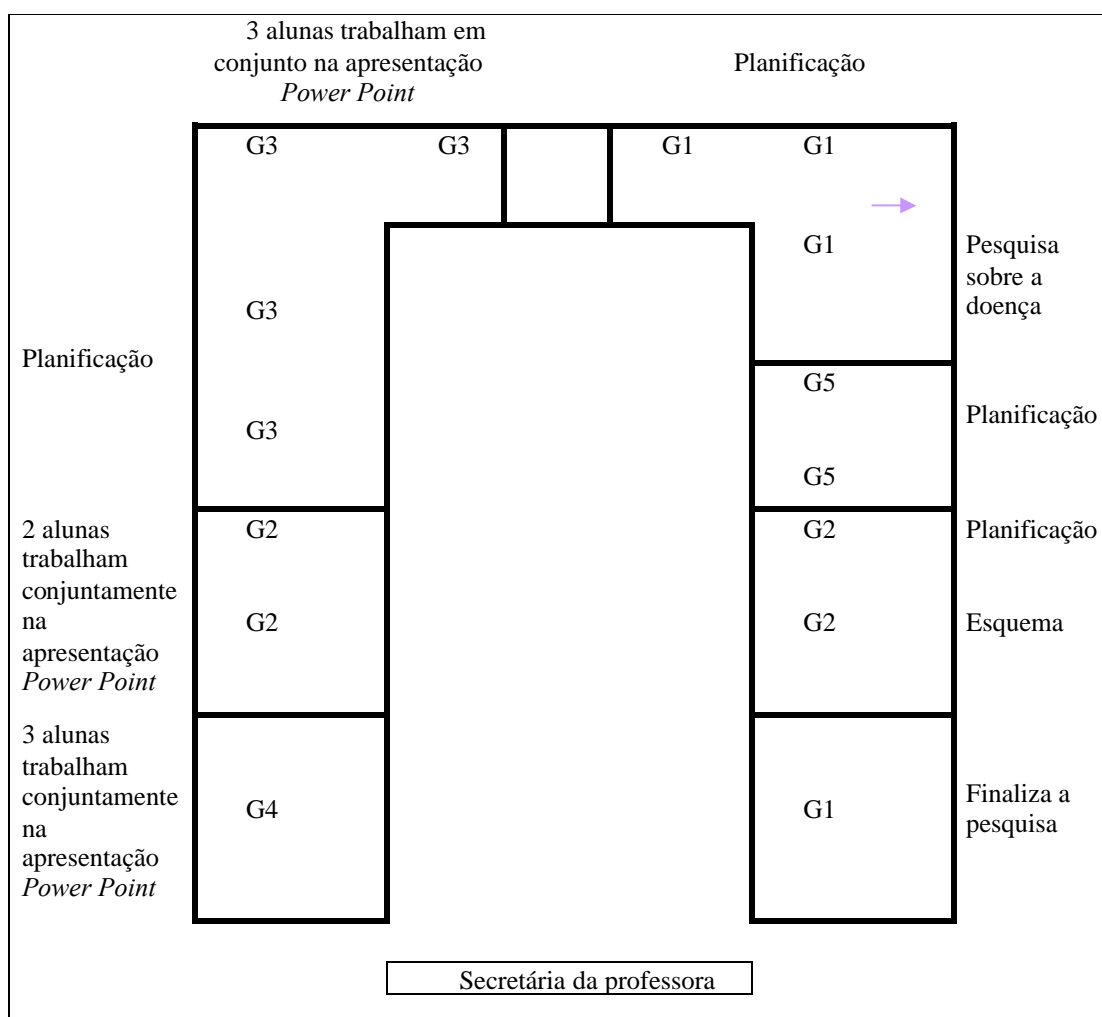 3 alunas trabalham em
conjunto na apresentação
Power Point
Planificação
G3
G3
G1
G1
G1
Pesquisa
sobre a
doença
G3
Planificação
G3
G5
Planificação
G5
2 alunas
trabalham
conjuntamente
na
apresentação
Power Point
G2
G2
G2
Planificação
G2
Esquema
3 alunas
trabalham
conjuntamente
na
apresentação
Power Point
G4
G1
Finaliza a
pesquisa
Secretária da professora